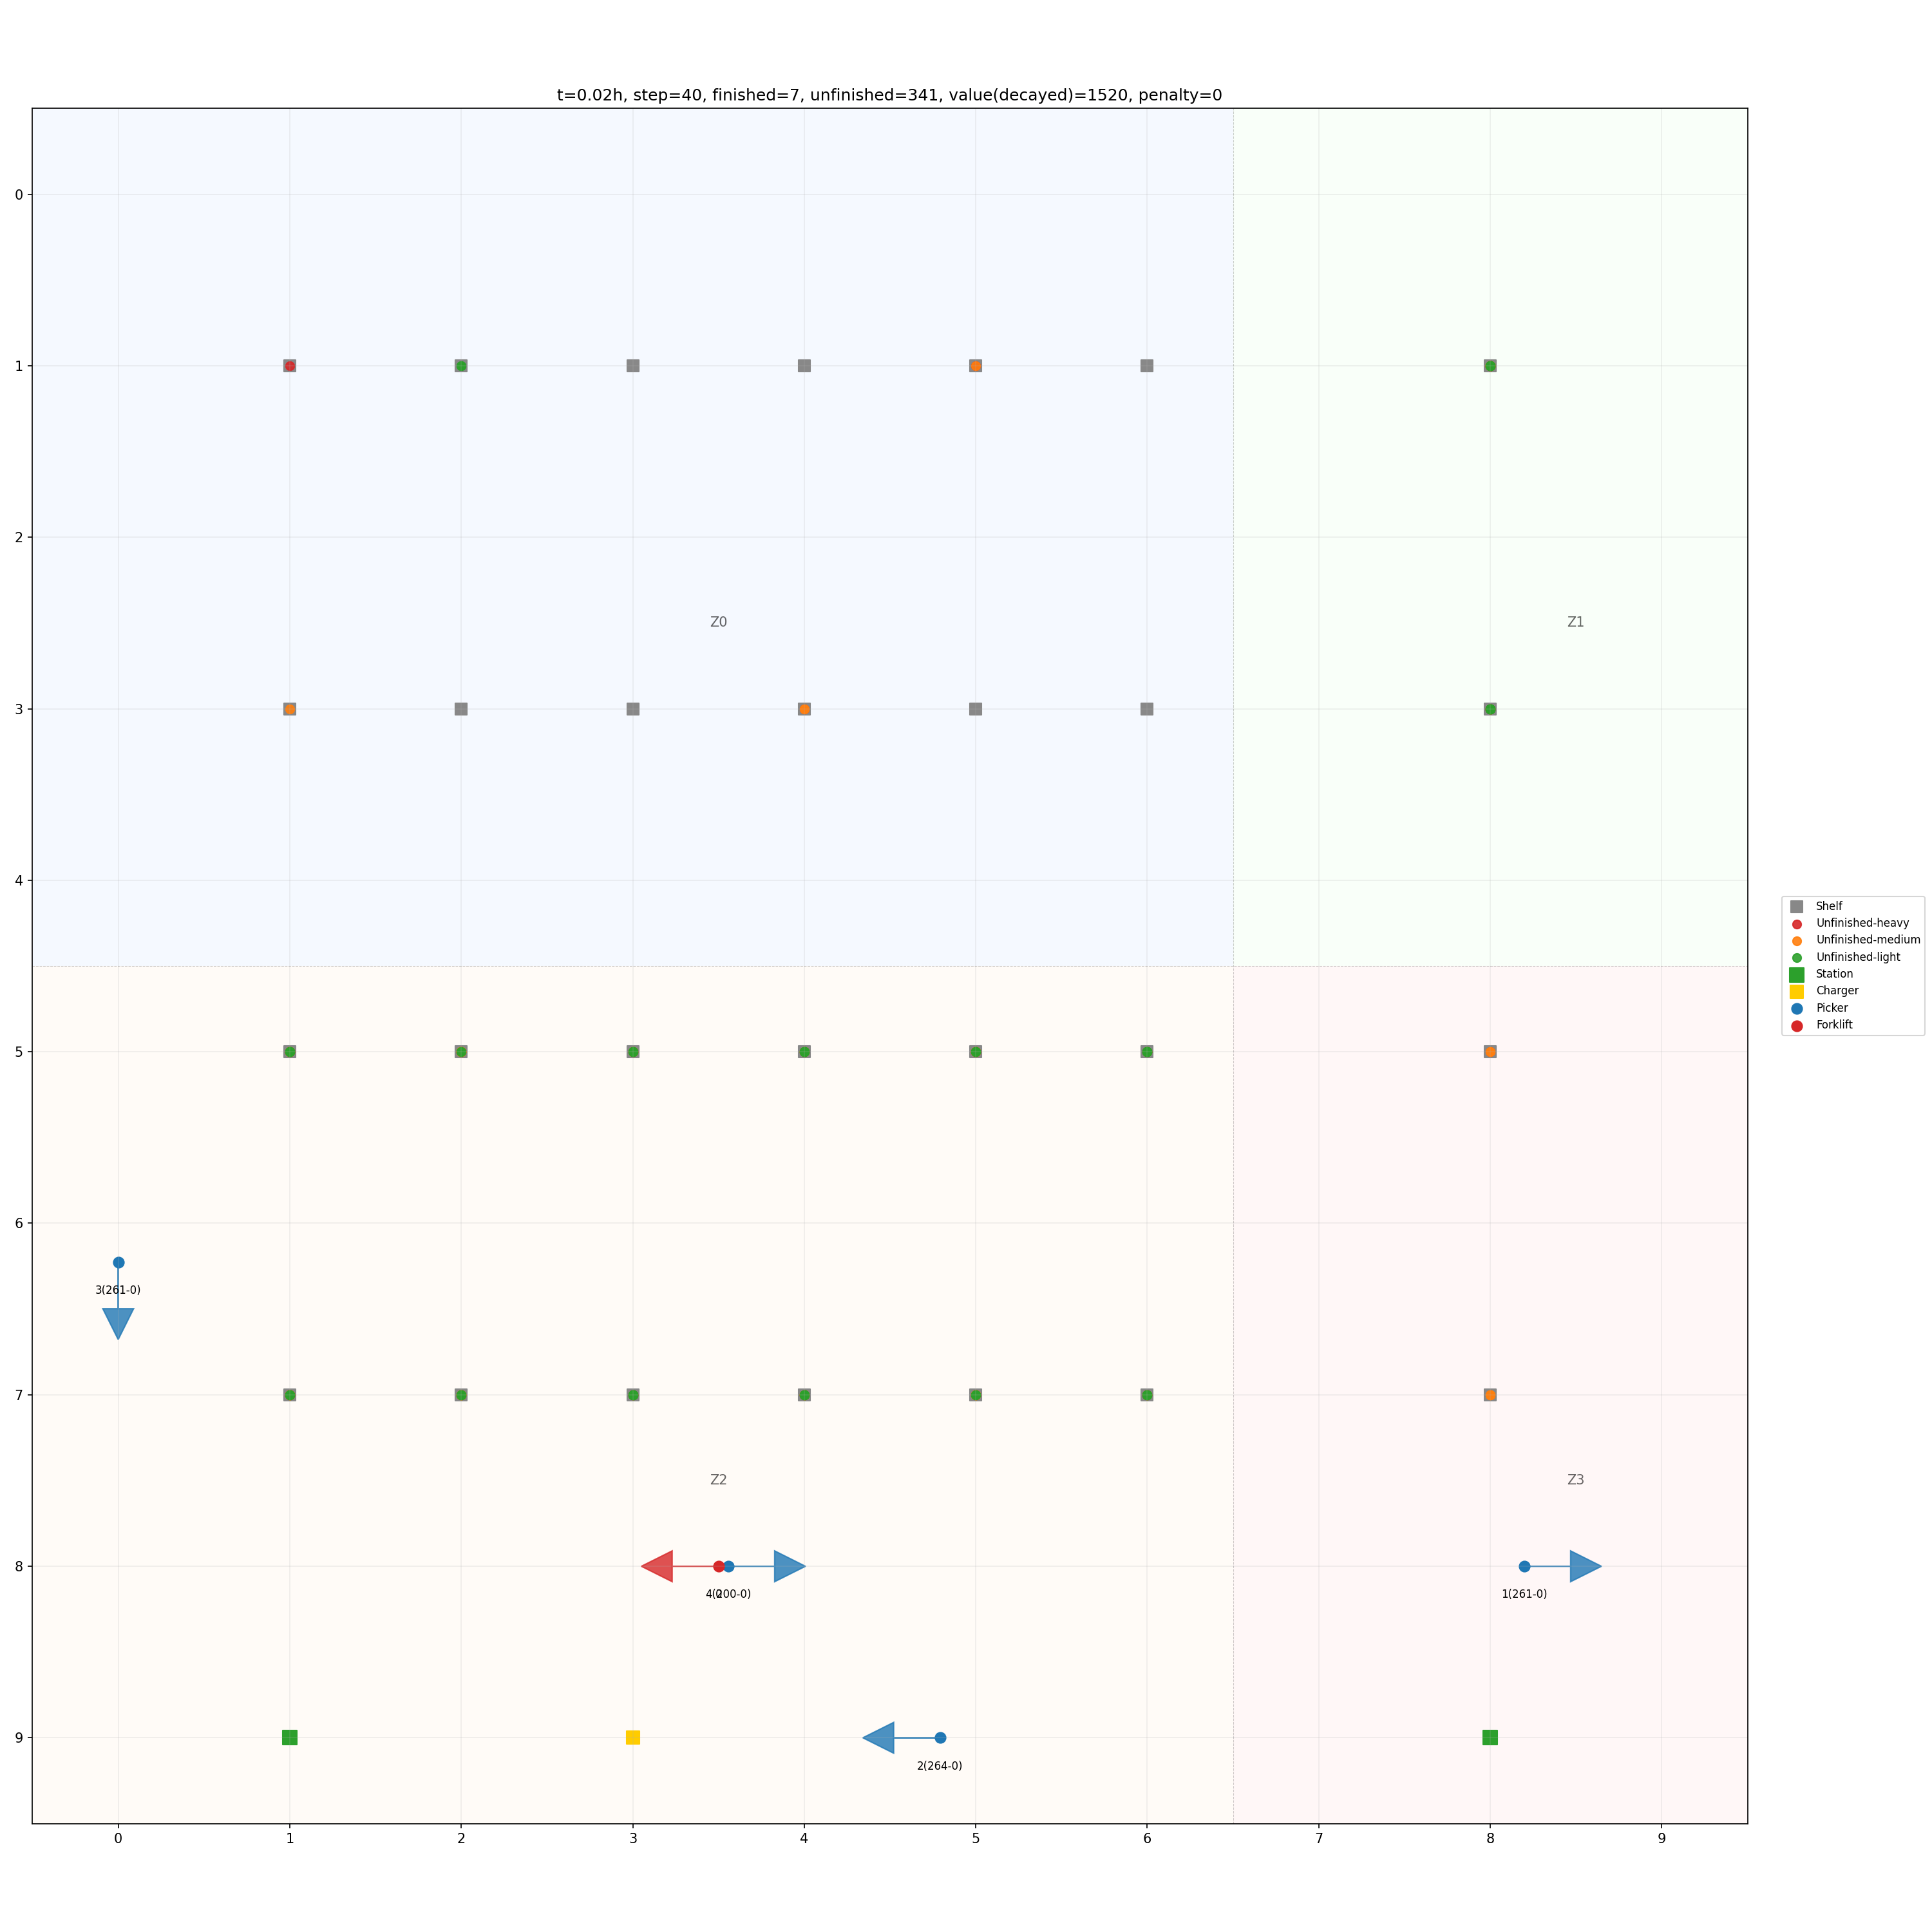 t=0.02h, step=40, finished=7, unfinished=341, value(decayed)=1520, penalty=0
0
1
2
Z0
Z1
3
4
Shelf
Unfinished-heavy
Unfinished-medium
Unfinished-light
Station
Charger
Picker
Forklift
5
6
3(261-0)
7
Z2
Z3
8
1(261-0)
9
2(264-0)
0 1 2 3 4 5 6 7 8 9